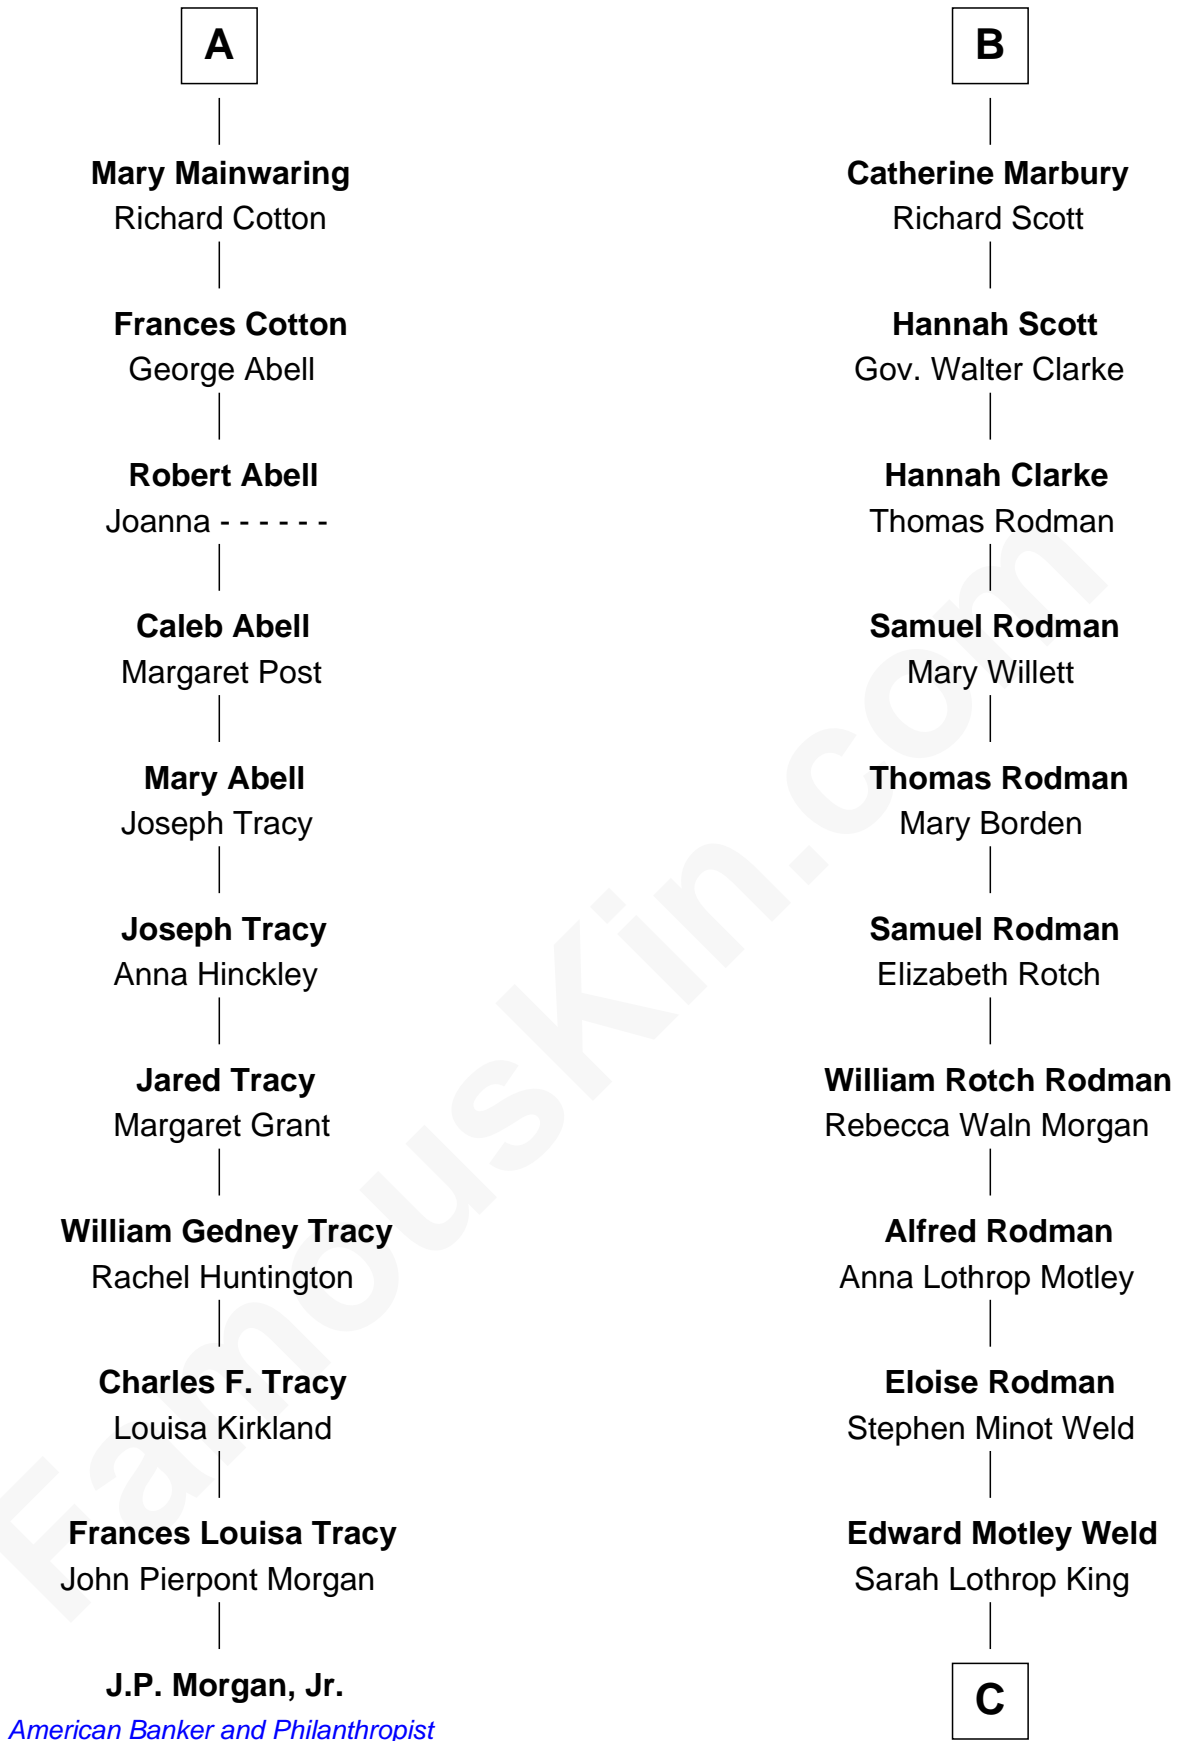 A
Mary Mainwaring
Richard Cotton
Frances Cotton
George Abell
Robert Abell
Joanna - - - - - -
Caleb Abell
Margaret Post
Mary Abell
Joseph Tracy
Joseph Tracy
Anna Hinckley
Jared Tracy
Margaret Grant
William Gedney Tracy
Rachel Huntington
Charles F. Tracy
Louisa Kirkland
Frances Louisa Tracy
John Pierpont Morgan
J.P. Morgan, Jr.
American Banker and Philanthropist
B
Catherine Marbury
Richard Scott
Hannah Scott
Gov. Walter Clarke
Hannah Clarke
Thomas Rodman
Samuel Rodman
Mary Willett
Thomas Rodman
Mary Borden
Samuel Rodman
Elizabeth Rotch
William Rotch Rodman
Rebecca Waln Morgan
Alfred Rodman
Anna Lothrop Motley
Eloise Rodman
Stephen Minot Weld
Edward Motley Weld
Sarah Lothrop King
C
FamousKin.com